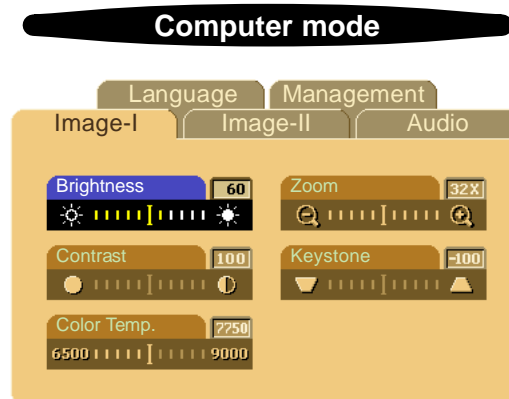 Computer mode
Language Management
Image-I Image-II Audio
Brightness 60 Zoom 32X
Contrast 100 Keystone -100
Color Temp. 7750
6500 9000